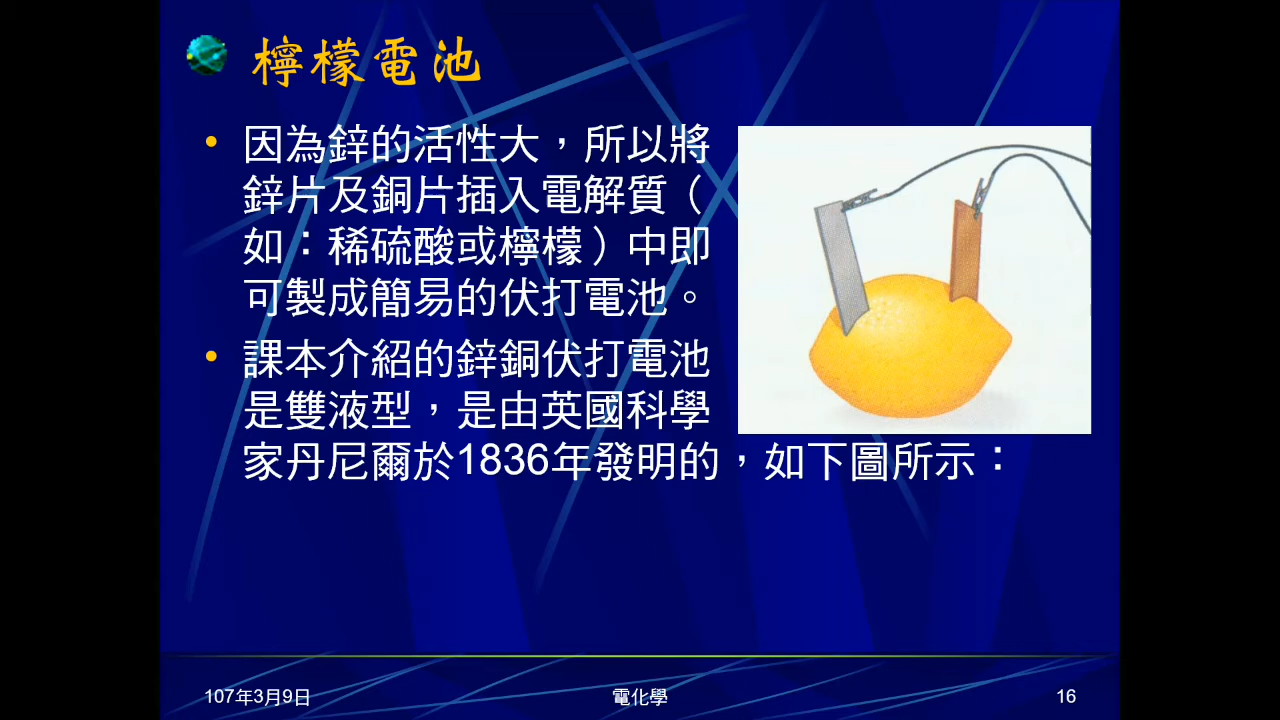 檸檬電池
• 因為鋅的活性大，所以將
鋅片及銅片插入電解質（
如：稀硫酸或檸檬）中即
可製成簡易的伏打電池。
• 課本介紹的鋅銅伏打電池
是雙液型，是由英國科學
家丹尼爾於1836年發明的，如下圖所示：
107年3月9日
電化學
16